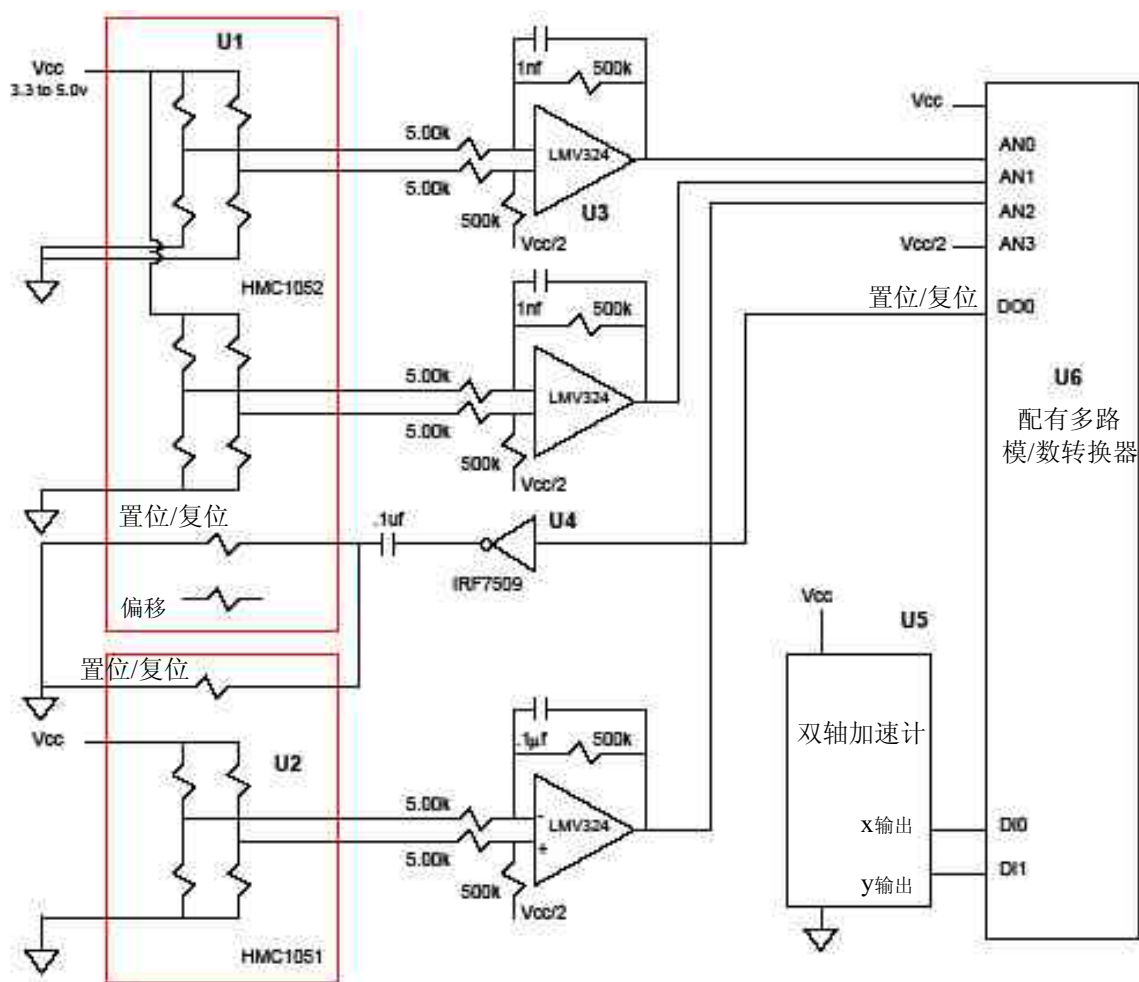 U1
Vcc
3.3 to 5.0v
HMC1052
置位/复位
偏移
1nf
500k
5.00k
5.00k
LMV324
U3
500k
Vcc/2
1nf
500k
5.00k
5.00k
LMV324
500k
Vcc/2
.1uf
U4
IRF7509
置位/复位
Vcc
U2
HMC1051
.1µf
500k
5.00k
5.00k
-
LMV324
+
500k
Vcc/2
Vcc
AN0
AN1
AN2
Vcc/2
AN3
置位/复位
DO0
U6
配有多路
模/数转换器
Vcc
U5
双轴加速计
x输出
DI0
y输出
DI1